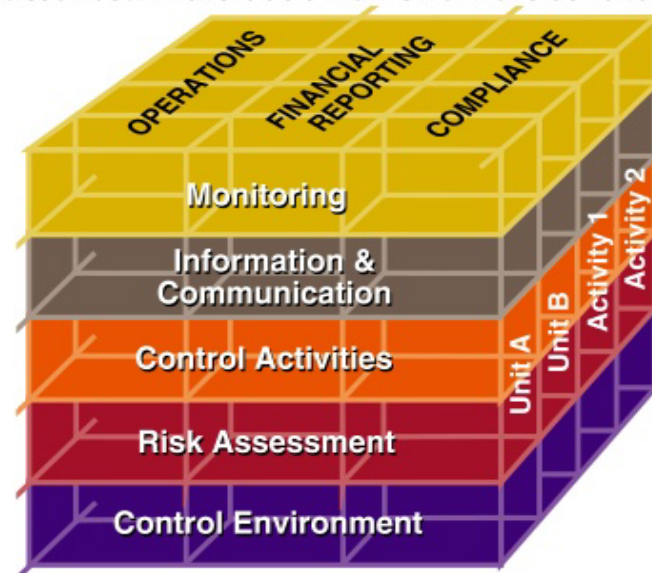 OPERATIONS
FINANCIAL
REPORTING
COMPLIANCE
Monitoring
Information &
Communication
Control Activities
Risk Assessment
Control Environment
Unit A
Unit B
Activity 1
Activity 2